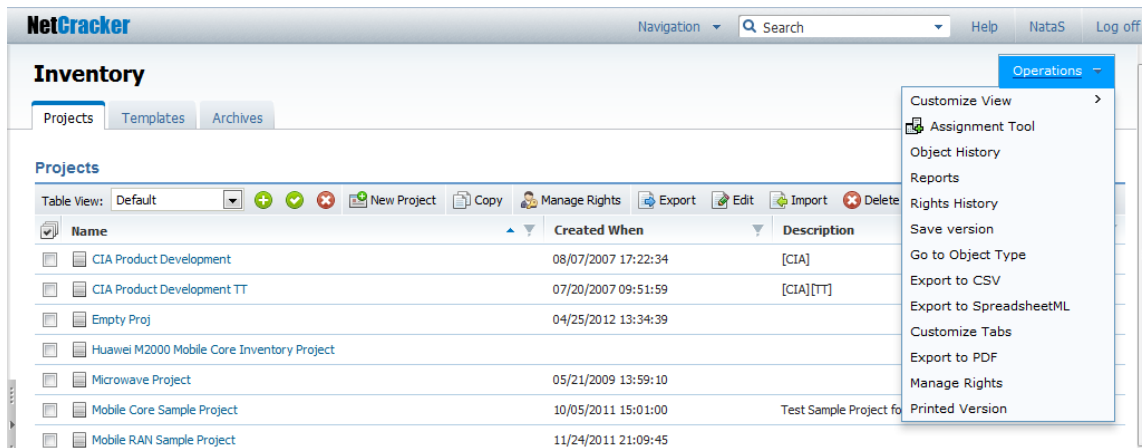 NetCracker
Navigation Search Help NataS Log off
Inventory
Operations
Projects Templates Archives
Projects
Table View: Default New Project Copy Manage Rights Export Edit Import Delete
Name Created When Description
CIA Product Development 08/07/2007 17:22:34 [CIA]
CIA Product Development TT 07/20/2007 09:51:59 [CIA][TT]
Empty Proj 04/25/2012 13:34:39
Huawei M2000 Mobile Core Inventory Project
Microwave Project 05/21/2009 13:59:10
Mobile Core Sample Project 10/05/2011 15:01:00 Test Sample Project fo
Mobile RAN Sample Project 11/24/2011 21:09:45
Customize View
Assignment Tool
Object History
Reports
Rights History
Save version
Go to Object Type
Export to CSV
Export to SpreadsheetML
Customize Tabs
Export to PDF
Manage Rights
Printed Version